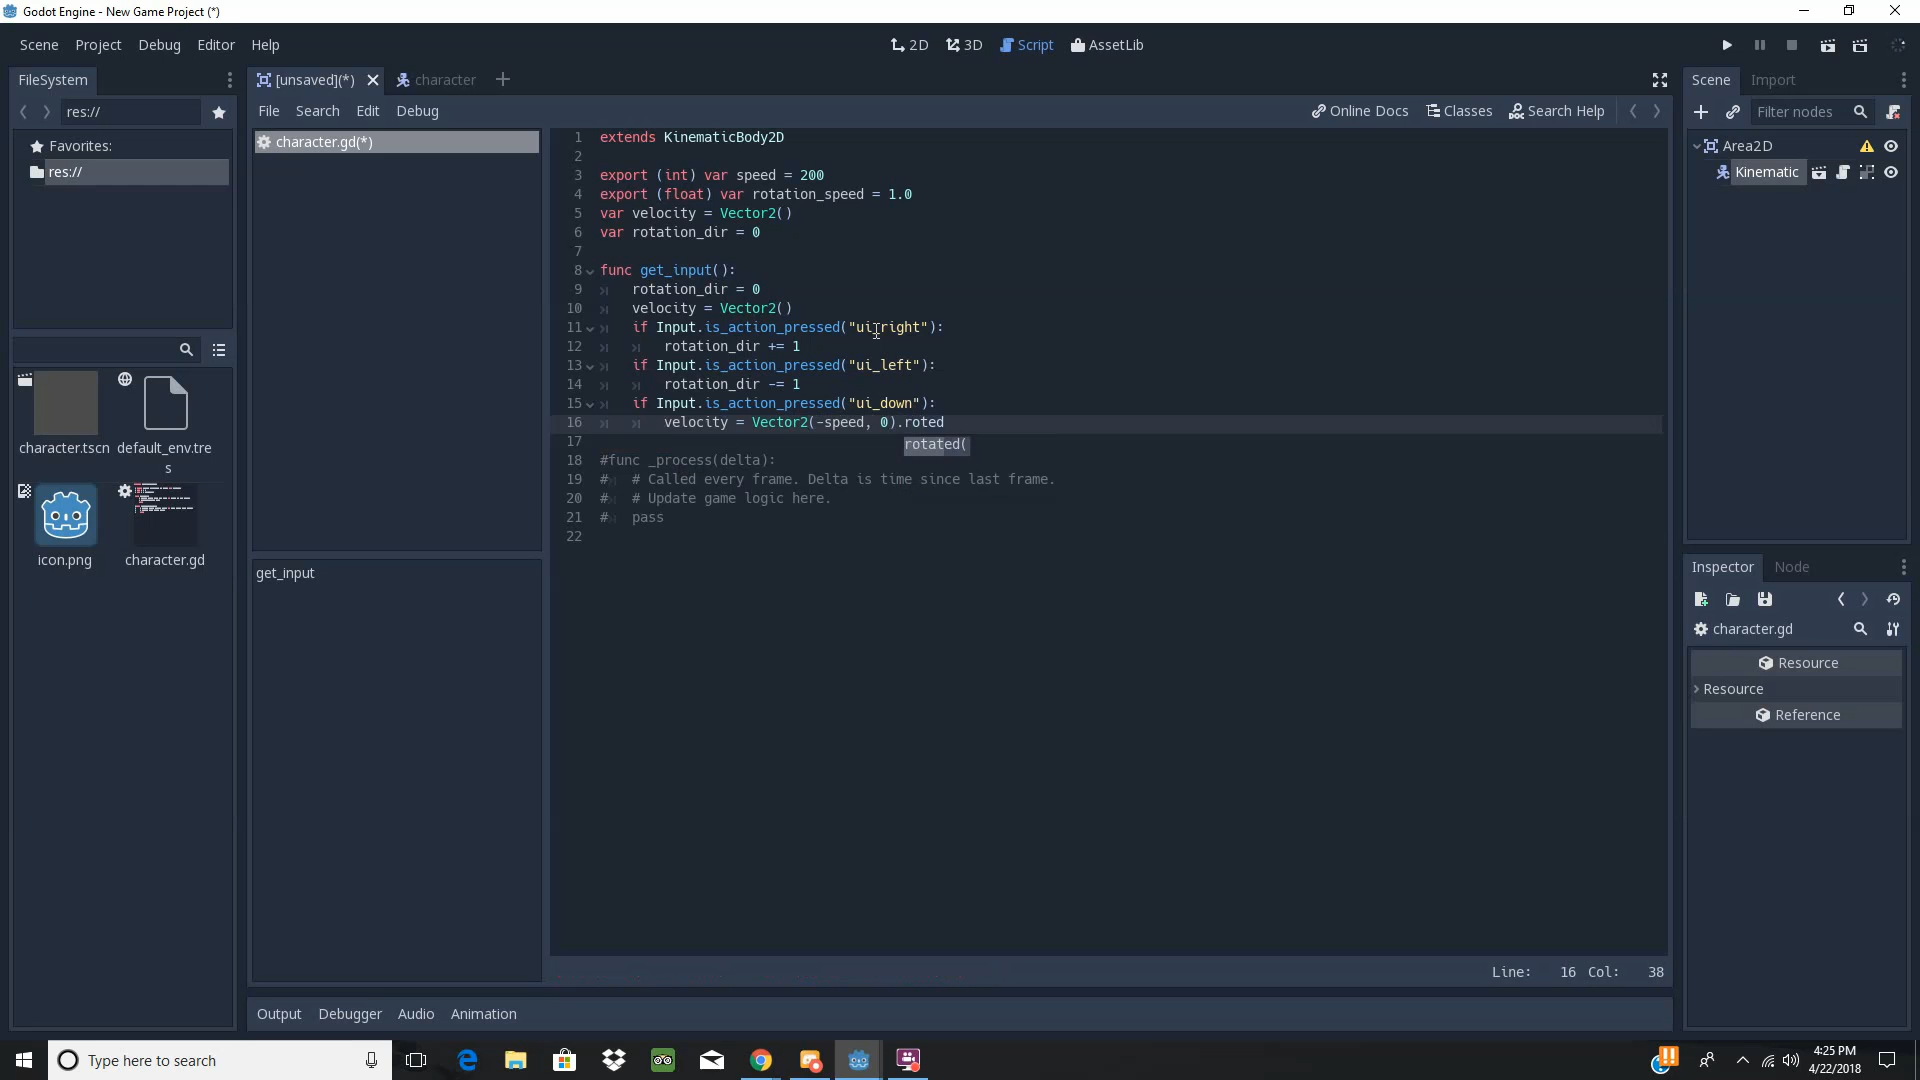 Godot Engine - New Game Project (*)
Scene Project Debug Editor Help
2D 3D Script AssetLib
FileSystem
[unsaved](*)
character
Scene Import
res://
File Search Edit Debug
Online Docs Classes Search Help
Filter nodes
Favorites:
res://
character.gd(*)
Area2D
Kinematic
1 extends KinematicBody2D
2
3 export (int) var speed = 200
4 export (float) var rotation_speed = 1.0
5 var velocity = Vector2()
6 var rotation_dir = 0
7
8 func get_input():
9 rotation_dir = 0
10 velocity = Vector2()
11 if Input.is_action_pressed("ui_right"):
12 rotation_dir += 1
13 if Input.is_action_pressed("ui_left"):
14 rotation_dir -= 1
15 if Input.is_action_pressed("ui_down"):
16 velocity = Vector2(-speed, 0).roted
rotated(
17
18 #func _process(delta):
19 # # Called every frame. Delta is time since last frame.
20 # # Update game logic here.
21 # pass
22
character.tscn
default_env.tre
s
icon.png
character.gd
get_input
Inspector Node
character.gd
Resource
Resource
Reference
Line: 16 Col: 38
Output Debugger Audio Animation
Type here to search
4:25 PM
4/22/2018